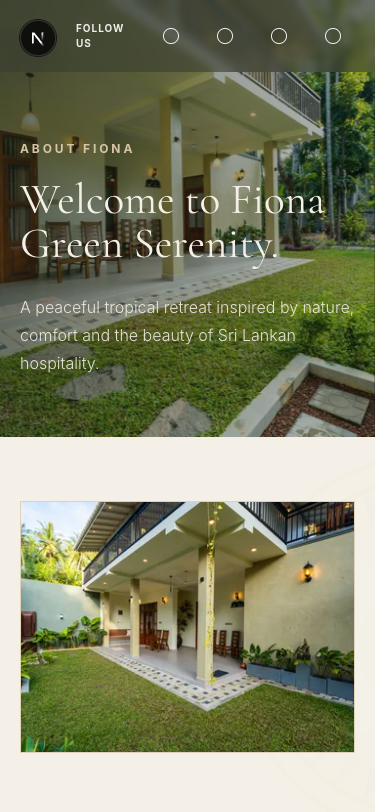 N
FOLLOW
US
ABOUT FIONA
Welcome to Fiona
Green Serenity.
A peaceful tropical retreat inspired by nature,
comfort and the beauty of Sri Lankan
hospitality.